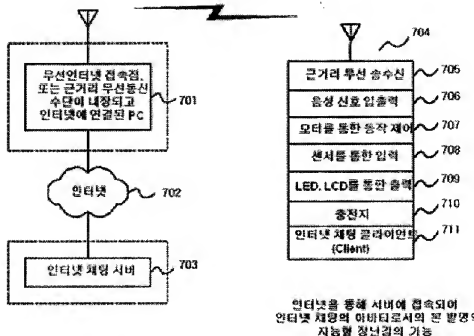 무선인터넷 접속점,
또는 근거리 무선통신
수단이 내장되고
인터넷에 연결된 PC
701
인터넷
702
인터넷 채팅 서버
703
704
근거리 무선 송수신
705
음성 신호 입출력
706
모터를 통한 동작 제어
707
센서를 통한 입력
708
LED, LCD를 통한 출력
709
충전지
710
인터넷 채팅 클라이언트
(Client)
711
인터넷을 통해 서버에 접속되어
인터넷 채팅의 아바타로서의 본 발명의
지능형 장난감의 기능